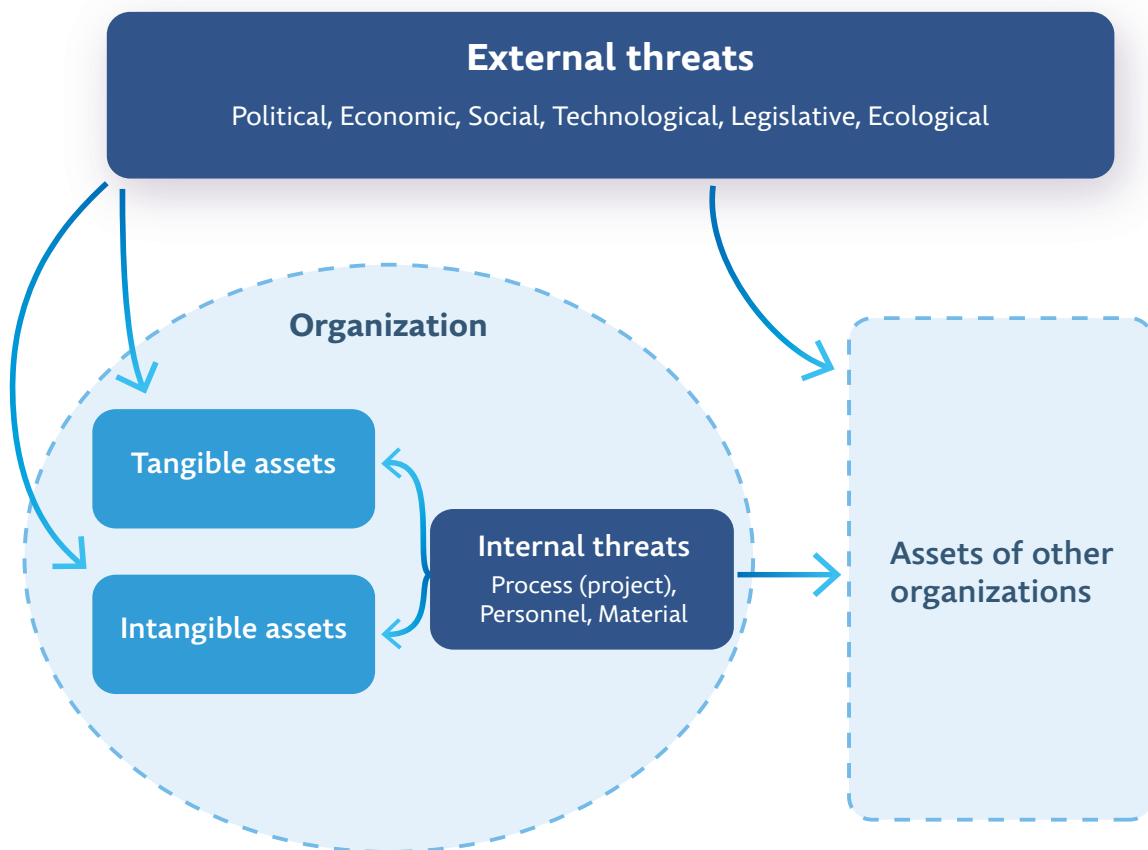 External threats
Political, Economic, Social, Technological, Legislative, Ecological
Organization
Tangible assets
Intangible assets
Internal threats
Process (project),
Personnel, Material
Assets of other
organizations